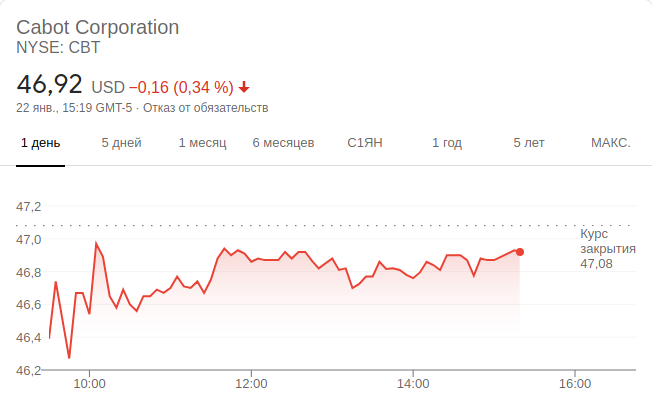 Cabot Corporation
NYSE: CBT
46,92 USD −0,16 (0,34 %)
22 янв., 15:19 GMT-5 · Отказ от обязательств
1 день 5 дней 1 месяц 6 месяцев С1ЯН 1 год 5 лет МАКС.
47,2
47,0
46,8
46,6
46,4
46,2
Курс
закрытия
47,08
10:00 12:00 14:00 16:00